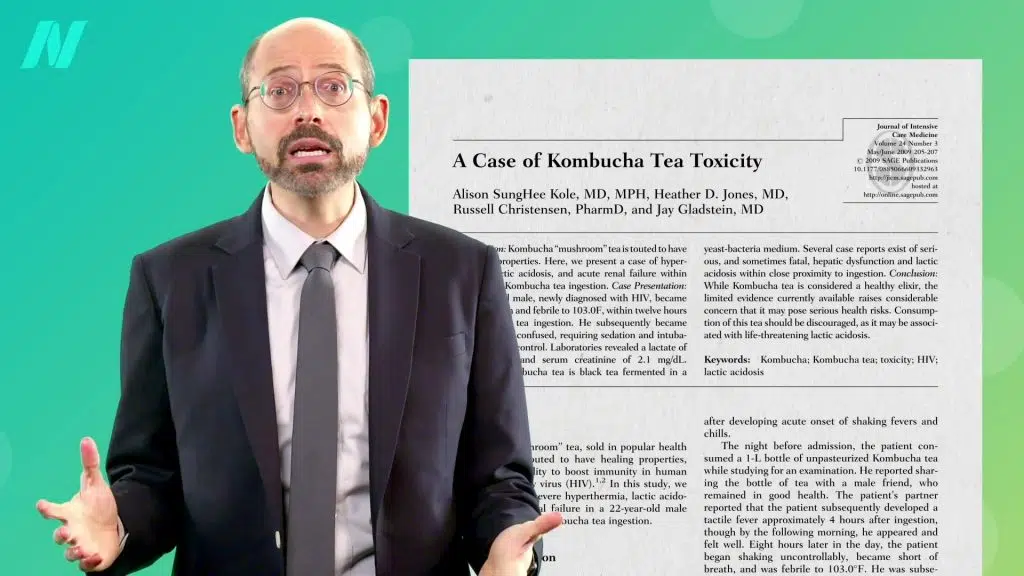 N
Journal of Intensive
Care Medicine
Volume 24 Number 3
May/June 2009 205-207
© 2009 SAGE Publications
10.1177/0885066609332963
http://jicm.sagepub.com
hosted at
http://online.sagepub.com
A Case of Kombucha Tea Toxicity
Alison SungHee Kole, MD, MPH, Heather D. Jones, MD,
Russell Christensen, PharmD, and Jay Gladstein, MD
Kombucha “mushroom” tea is touted to have
properties. Here, we present a case of hyper-
acidosis, and acute renal failure within
Kombucha tea ingestion. Case Presentation:
male, newly diagnosed with HIV, became
and febrile to 103.0F, within twelve hours
tea ingestion. He subsequently became
confused, requiring sedation and intuba-
control. Laboratories revealed a lactate of
and serum creatinine of 2.1 mg/dL.
tea is black tea fermented in a
yeast-bacteria medium. Several case reports exist of seri-
ous, and sometimes fatal, hepatic dysfunction and lactic
acidosis within close proximity to ingestion. Conclusion:
While Kombucha tea is considered a healthy elixir, the
limited evidence currently available raises considerable
concern that it may pose serious health risks. Consump-
tion of this tea should be discouraged, as it may be associ-
ated with life-threatening lactic acidosis.
Keywords: Kombucha; Kombucha tea; toxicity; HIV;
lactic acidosis
tea, sold in popular health
to have healing properties,
to boost immunity in human
virus (HIV).1,2 In this study, we
severe hyperthermia, lactic acido-
failure in a 22-year-old male
tea ingestion.
after developing acute onset of shaking fevers and
chills.
The night before admission, the patient con-
sumed a 1-L bottle of unpasteurized Kombucha tea
while studying for an examination. He reported shar-
ing the bottle of tea with a male friend, who
remained in good health. The patient's partner
reported that the patient subsequently developed a
tactile fever approximately 4 hours after ingestion,
though by the following morning, he appeared and
felt well. Eight hours later in the day, the patient
began shaking uncontrollably, became short of
breath, and was febrile to 103.0°F. He was subse-